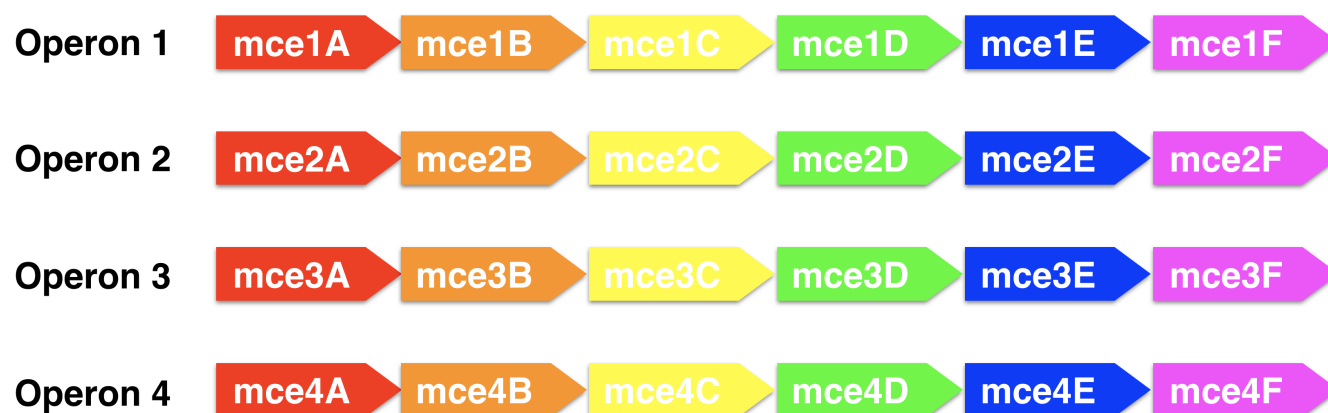 Operon 1 mce1A mce1B mce1C mce1D mce1E mce1F
Operon 2 mce2A mce2B mce2C mce2D mce2E mce2F
Operon 3 mce3A mce3B mce3C mce3D mce3E mce3F
Operon 4 mce4A mce4B mce4C mce4D mce4E mce4F